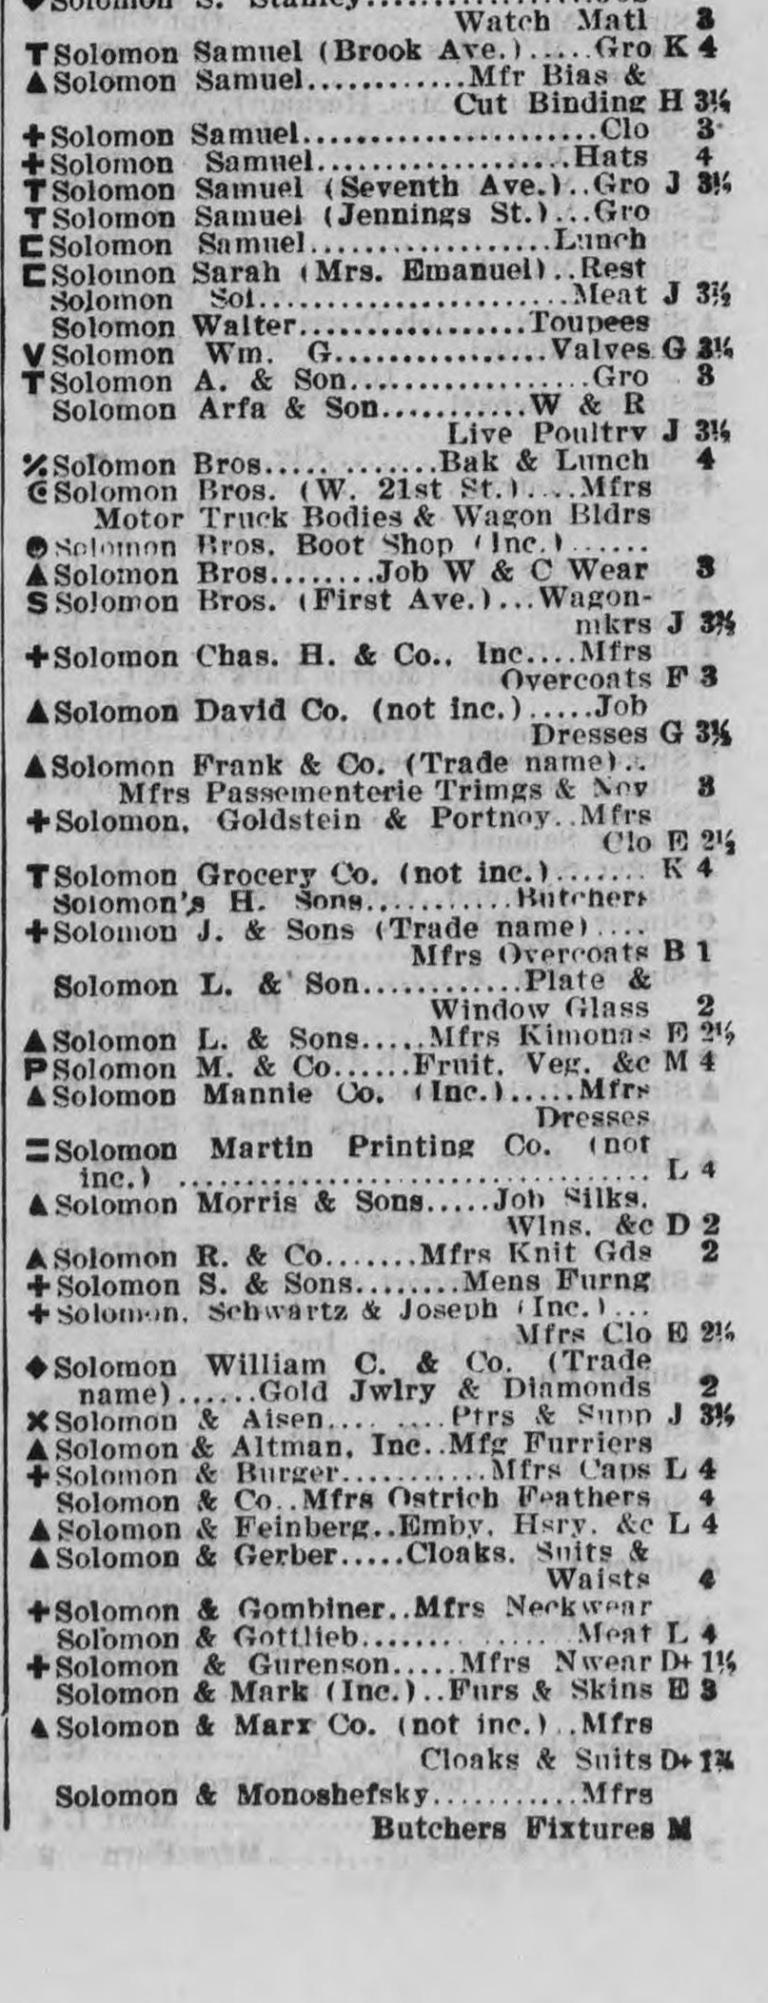 ◆Solomon S. Stanley
Watch Matl 3
T Solomon Samuel (Brook Ave.).....Gro K 4
▲Solomon Samuel............Mfr Bias &
Cut Binding H 3½
+Solomon Samuel........................Clo 3
+Solomon Samuel....................Hats 4
T Solomon Samuel (Seventh Ave.)..Gro J 3½
T Solomon Samuel (Jennings St.)...Gro
⊏Solomon Samuel..................Lunch
⊏Solomon Sarah (Mrs. Emanuel)..Rest
Solomon Sol........................Meat J 3½
Solomon Walter.................Toupees
V Solomon Wm. G................Valves G 3½
T Solomon A. & Son..................Gro 3
Solomon Arfa & Son...........W & R
Live Poultry J 3½
٪Solomon Bros..... ........Bak & Lunch 4
Solomon Bros. (W. 21st St.)....Mfrs
Motor Truck Bodies & Wagon Bldrs
Solomon Bros. Boot Shop (Inc.)......
▲Solomon Bros........Job W & C Wear 3
S Solomon Bros. (First Ave.)...Wagon-
mkrs J 3½
+Solomon Chas. H. & Co., Inc....Mfrs
Overcoats F 3
▲Solomon David Co. (not inc.).....Job
Dresses G 3½
▲Solomon Frank & Co. (Trade name)..
Mfrs Passementerie Trimgs & Nov 3
+Solomon, Goldstein & Portnoy..Mfrs
Clo E 2½
T Solomon Grocery Co. (not inc.)....... K 4
Solomon's H. Sons...........Butchers
+Solomon J. & Sons (Trade name)....
Mfrs Overcoats B 1
Solomon L. & Son............Plate &
Window Glass 2
▲Solomon L. & Sons.....Mfrs Kimonas E 2½
P Solomon M. & Co......Fruit, Veg. &c M 4
▲Solomon Mannie Co. (Inc.).....Mfrs
Dresses
=Solomon Martin Printing Co. (not
inc.) .................................. L 4
▲Solomon Morris & Sons.....Job Silks,
Wlns. &c D 2
▲Solomon R. & Co.......Mfrs Knit Gds 2
+Solomon S. & Sons........Mens Furng
+Solomon, Schwartz & Joseph (Inc.)...
Mfrs Clo E 2½
◆Solomon William C. & Co. (Trade
name)......Gold Jwlry & Diamonds 2
✕Solomon & Aisen.... .....Ptrs & Supp J 3½
▲Solomon & Altman, Inc..Mfg Furriers
+Solomon & Burger...........Mfrs Caps L 4
Solomon & Co..Mfrs Ostrich Feathers 4
▲Solomon & Feinberg..Emby, Hsry. &c L 4
▲Solomon & Gerber.....Cloaks, Suits &
Waists 4
+Solomon & Gombiner..Mfrs Neckwear
Solomon & Gottlieb........ ......Meat L 4
+Solomon & Gurenson.....Mfrs Nwear D+ 1½
Solomon & Mark (Inc.)..Furs & Skins E 3
▲Solomon & Marx Co. (not inc.)..Mfrs
Cloaks & Suits D+ 1¾
Solomon & Monoshefsky...........Mfrs
Butchers Fixtures M